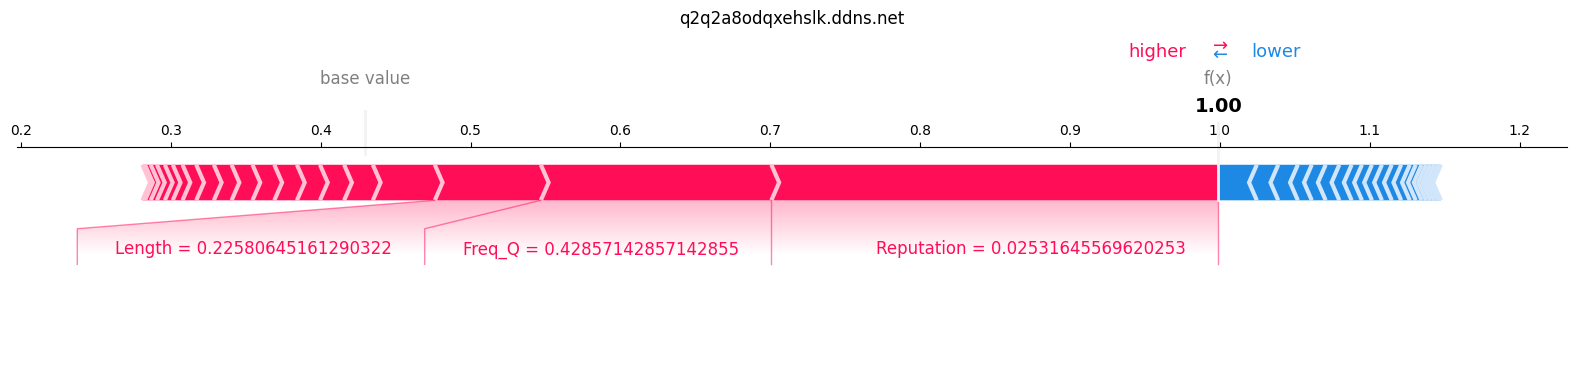 q2q2a8odqxehslk.ddns.net
higher → ← lower
base value f(x)
1.00
0.2 0.3 0.4 0.5 0.6 0.7 0.8 0.9 1.0 1.1 1.2
Length = 0.22580645161290322 Freq_Q = 0.42857142857142855 Reputation = 0.02531645569620253